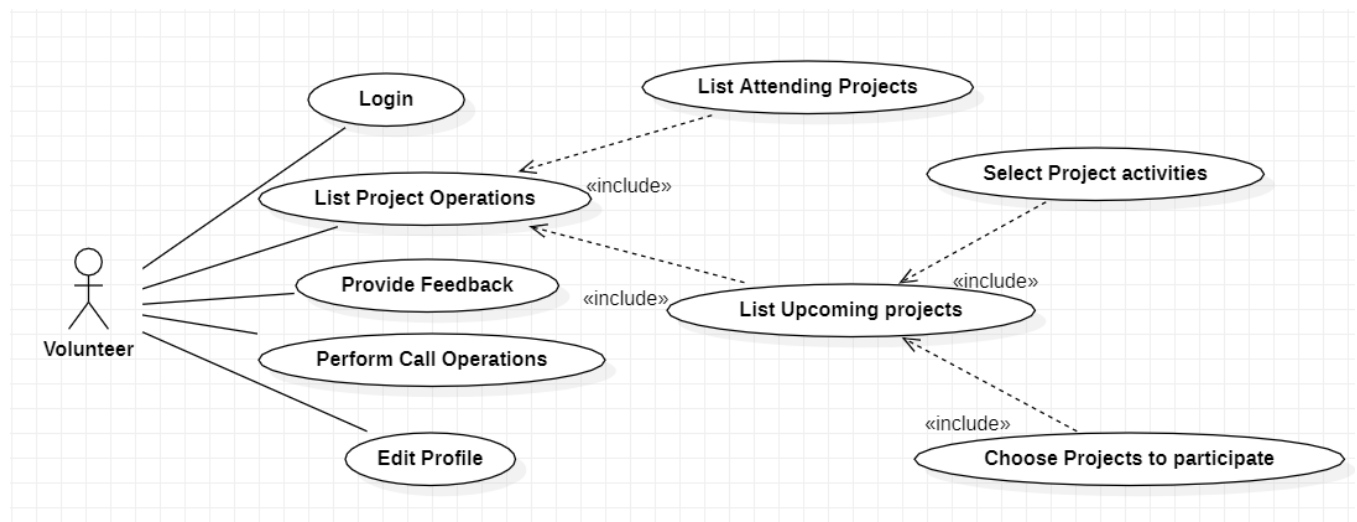 List Attending Projects
Login
Select Project activities
«include»
List Project Operations
Provide Feedback
«include»
«include»
List Upcoming projects
Volunteer
Perform Call Operations
«include»
Edit Profile
Choose Projects to participate